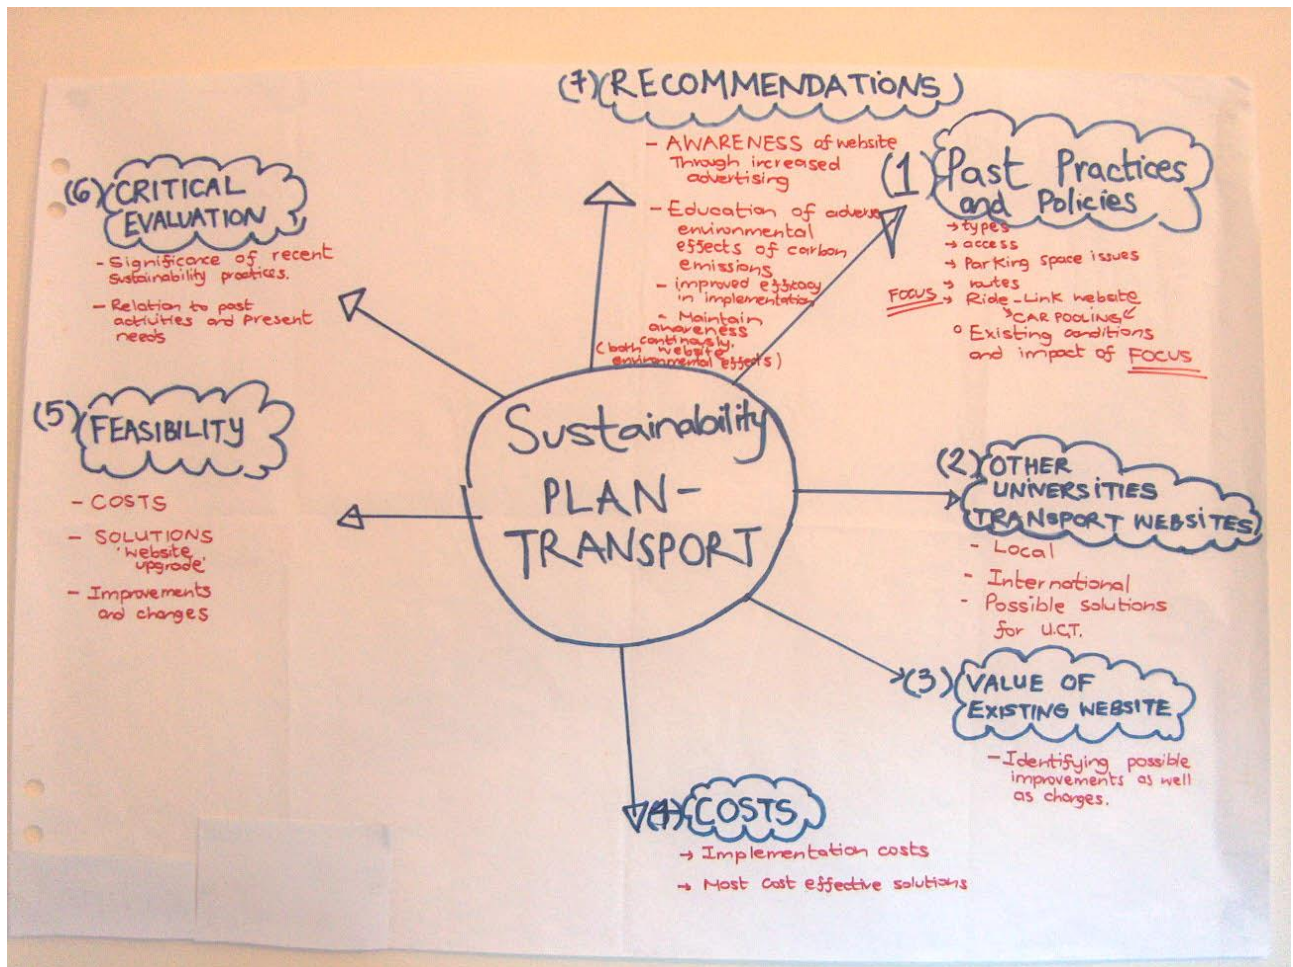 Sustainability
PLAN-
TRANSPORT
(1) Past Practices
and Policies
→ types
→ access
→ Parking space issues
→ routes
FOCUS → Ride-Link website
CAR POOLING
° Existing conditions
and impact of FOCUS
(2) OTHER
UNIVERSITIES
TRANSPORT WEBSITES
- Local
- International
- Possible solutions
for U.C.T.
(3) VALUE OF
EXISTING WEBSITE
- Identifying possible
improvements as well
as changes.
(4) COSTS
→ Implementation costs
→ Most cost effective solutions
(5) FEASIBILITY
- COSTS
- SOLUTIONS
'website
upgrade'
- Improvements
and changes
(6) CRITICAL
EVALUATION
- Significance of recent
sustainability practices.
- Relation to past
activities and present
needs
(7) RECOMMENDATIONS
- AWARENESS of website
Through increased
advertising
- Education of adverse
environmental
effects of carbon
emissions
- improved efficacy
in implementation
- Maintain
awareness
continously.
(both website
environmental effects)